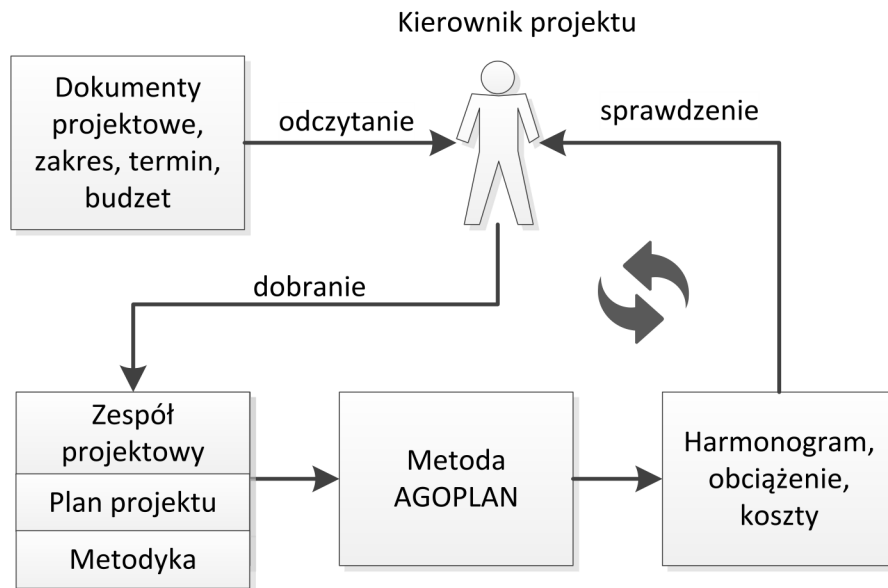 Kierownik projektu
Dokumenty
projektowe,
zakres, termin,
budzet
odczytanie
sprawdzenie
dobranie
Zespół
projektowy
Plan projektu
Metodyka
Metoda
AGOPLAN
Harmonogram,
obciążenie,
koszty